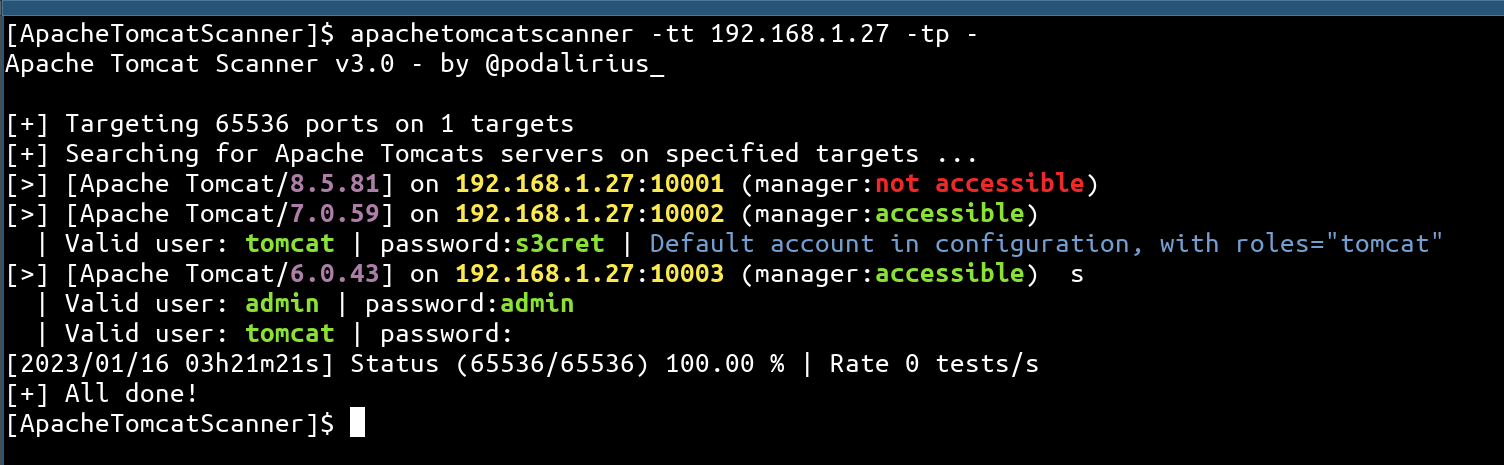 [ApacheTomcatScanner]$ apachetomcatscanner -tt 192.168.1.27 -tp -
Apache Tomcat Scanner v3.0 - by @podalirius_
[+] Targeting 65536 ports on 1 targets
[+] Searching for Apache Tomcats servers on specified targets ...
[>] [Apache Tomcat/8.5.81] on 192.168.1.27:10001 (manager:not accessible)
[>] [Apache Tomcat/7.0.59] on 192.168.1.27:10002 (manager:accessible)
  | Valid user: tomcat | password:s3cret | Default account in configuration, with roles="tomcat"
[>] [Apache Tomcat/6.0.43] on 192.168.1.27:10003 (manager:accessible)  s
  | Valid user: admin | password:admin
  | Valid user: tomcat | password:
[2023/01/16 03h21m21s] Status (65536/65536) 100.00 % | Rate 0 tests/s
[+] All done!
[ApacheTomcatScanner]$